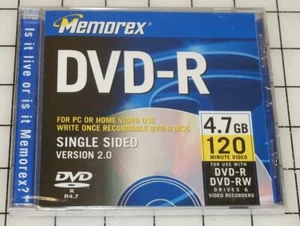 Is it live or is it Memorex?
Memorex
DVD-R
FOR PC OR HOME VIDEO USE
WRITE ONCE RECORDABLE DVD-R DISC
SINGLE SIDED
VERSION 2.0
4.7GB
120
MINUTE VIDEO
FOR USE WITH
DVD-R
DVD-RW
DRIVES &
VIDEO RECORDERS
DVD
R
R4.7